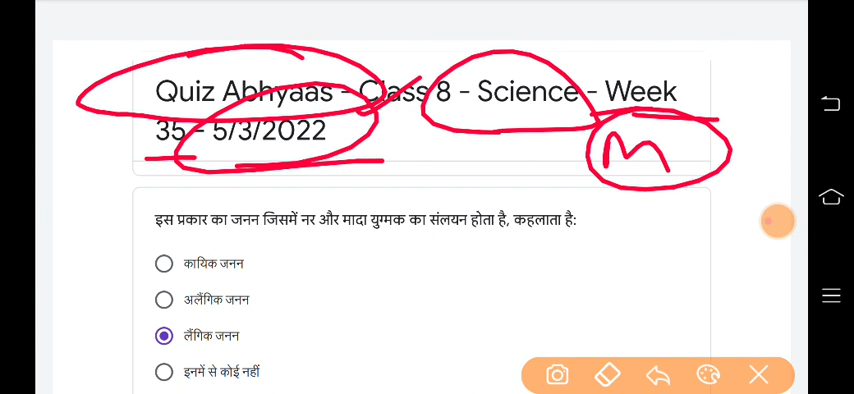 Quiz Abhyaas - Class 8 - Science - Week
35 - 5/3/2022
M
इस प्रकार का जनन जिसमें नर और मादा युग्मक का संलयन होता है, कहलाता है:
कायिक जनन
अलैंगिक जनन
लैंगिक जनन
इनमें से कोई नहीं